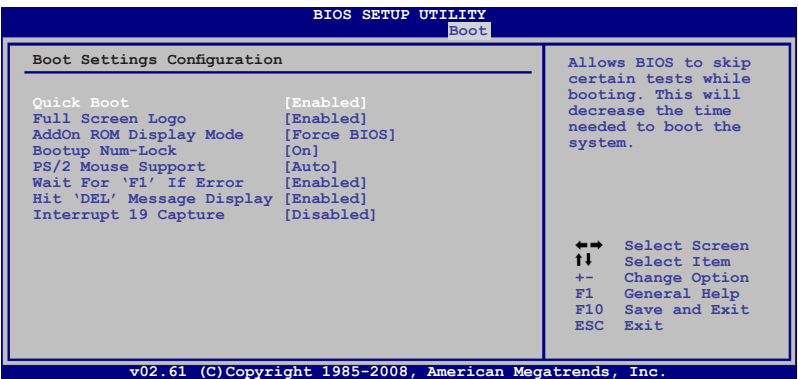 BIOS SETUP UTILITY
Boot
Boot Settings Configuration
Quick Boot [Enabled]
Full Screen Logo [Enabled]
AddOn ROM Display Mode [Force BIOS]
Bootup Num-Lock [On]
PS/2 Mouse Support [Auto]
Wait For ‘F1’ If Error [Enabled]
Hit ‘DEL’ Message Display [Enabled]
Interrupt 19 Capture [Disabled]
Allows BIOS to skip
certain tests while
booting. This will
decrease the time
needed to boot the
system.
←→ Select Screen
↑↓ Select Item
+- Change Option
F1 General Help
F10 Save and Exit
ESC Exit
v02.61 (C)Copyright 1985-2008, American Megatrends, Inc.